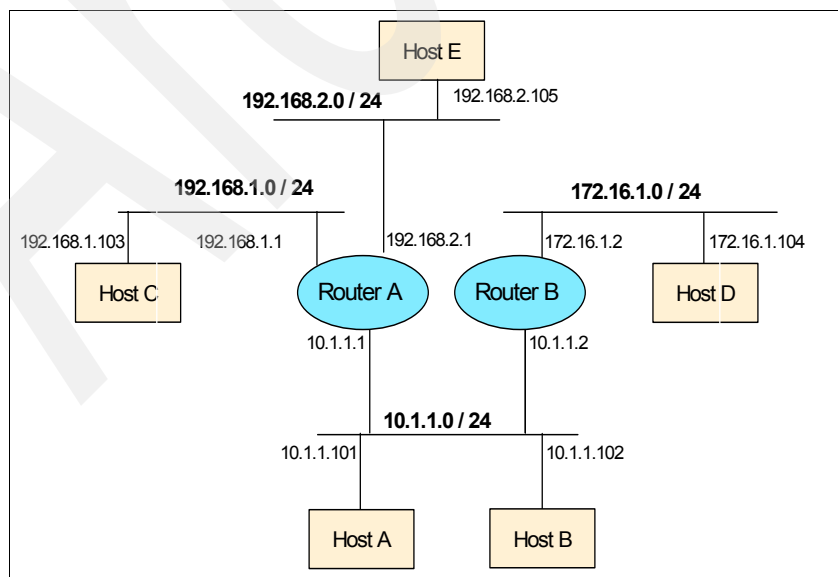 Host E
192.168.2.0 / 24
192.168.2.105
192.168.1.0 / 24
172.16.1.0 / 24
192.168.1.103
192.168.1.1
192.168.2.1
172.16.1.2
172.16.1.104
Host C
Router A
Router B
Host D
10.1.1.1
10.1.1.2
10.1.1.0 / 24
10.1.1.101
10.1.1.102
Host A
Host B